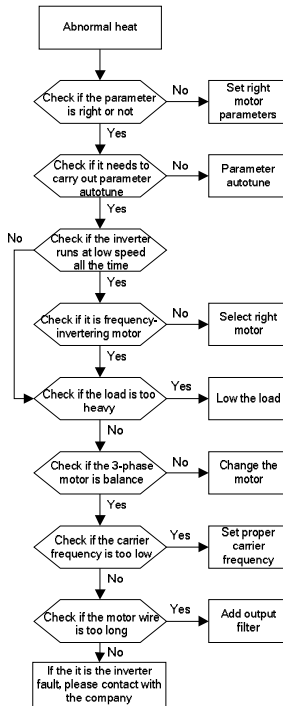 Abnormal heat
Check if the parameter
is right or not
No
Set right
motor
parameters
Yes
Check if it needs to
carry out parameter
autotune
No
Parameter
autotune
Yes
No
Check if the inverter
runs at low speed
all the time
Yes
Check if it is frequency-
invertering motor
No
Select right
motor
Yes
Check if the load is too
heavy
Yes
Low the load
No
Check if the 3-phase
motor is balance
No
Change the
motor
Yes
Check if the carrier
frequency is too low
Yes
Set proper
carrier
frequency
No
Check if the motor wire
is too long
Yes
Add output
filter
No
If the it is the inverter
fault, please contact with
the company